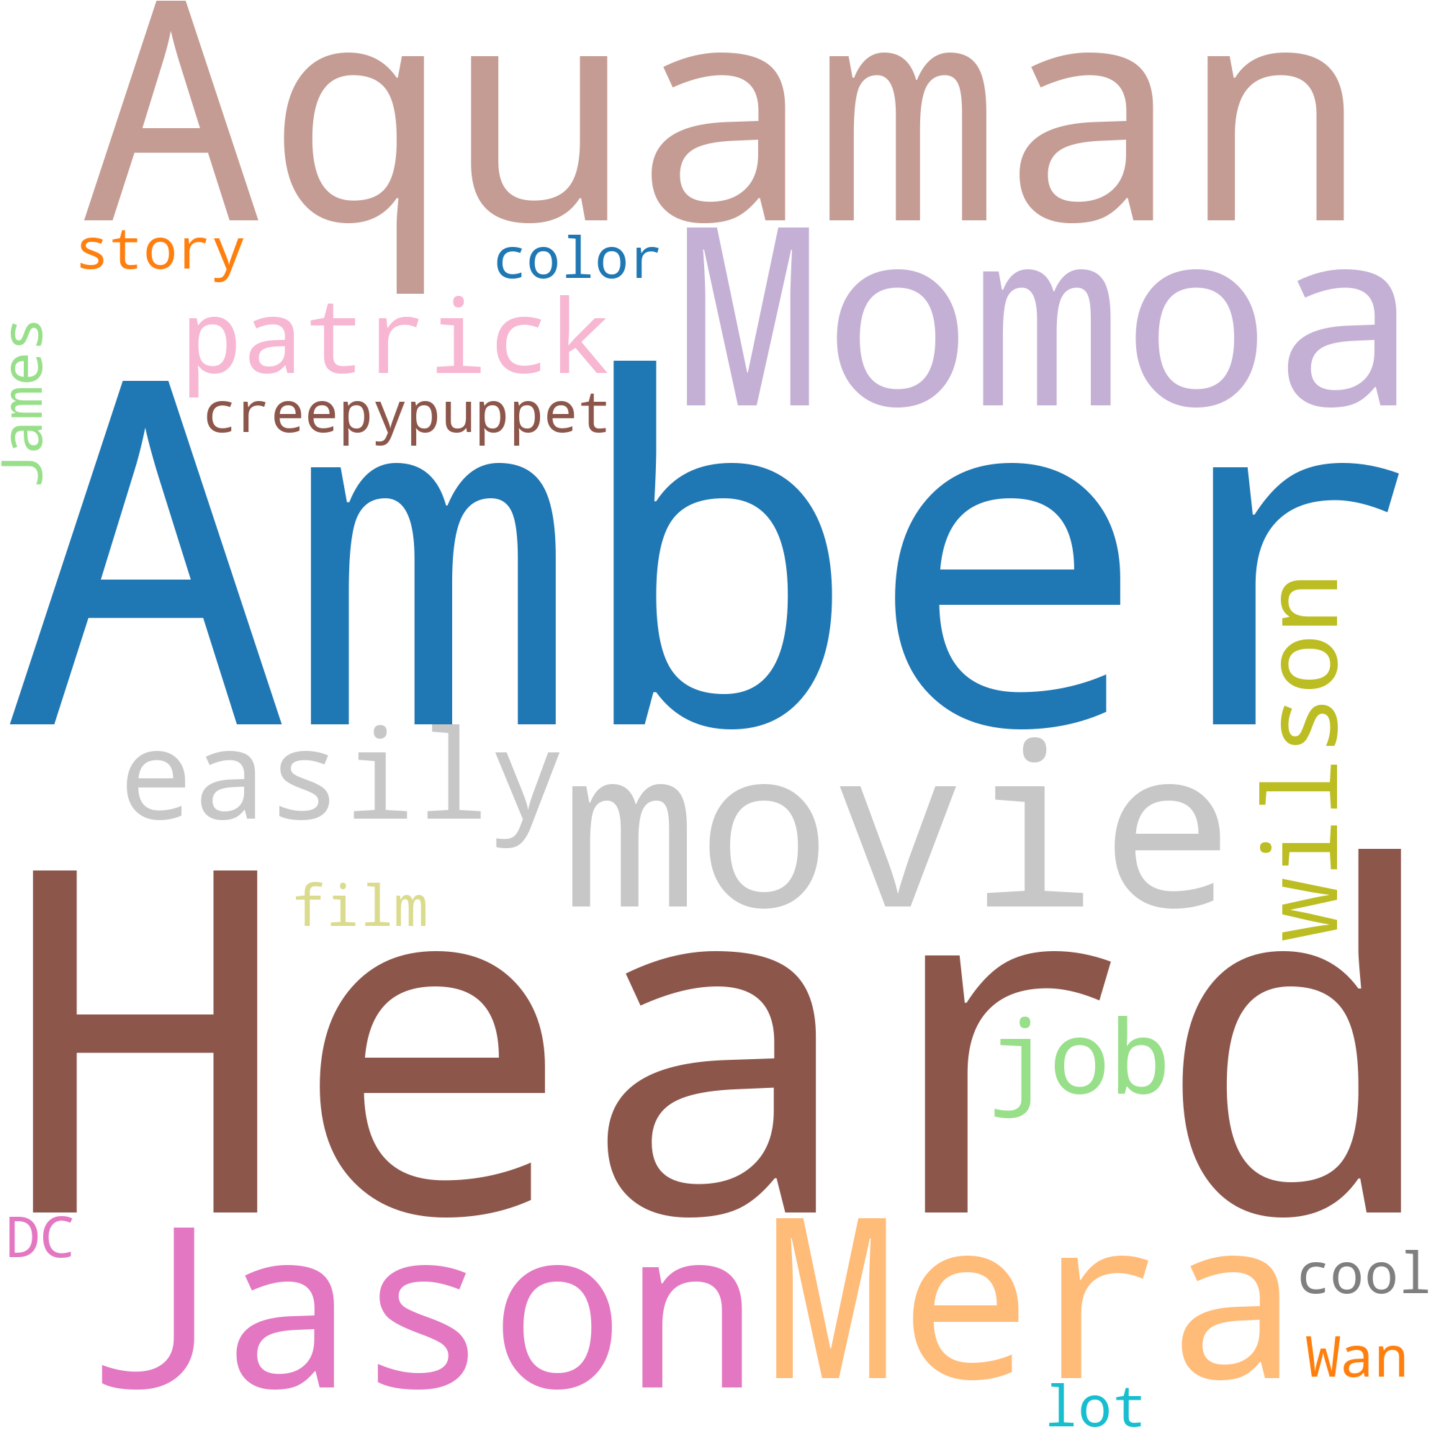 Aquaman
story
color
Momoa
patrick
James
creepypuppet
Amber
wilson
easily
movie
film
Heard
job
DC
Jason
Mera
cool
Wan
lot